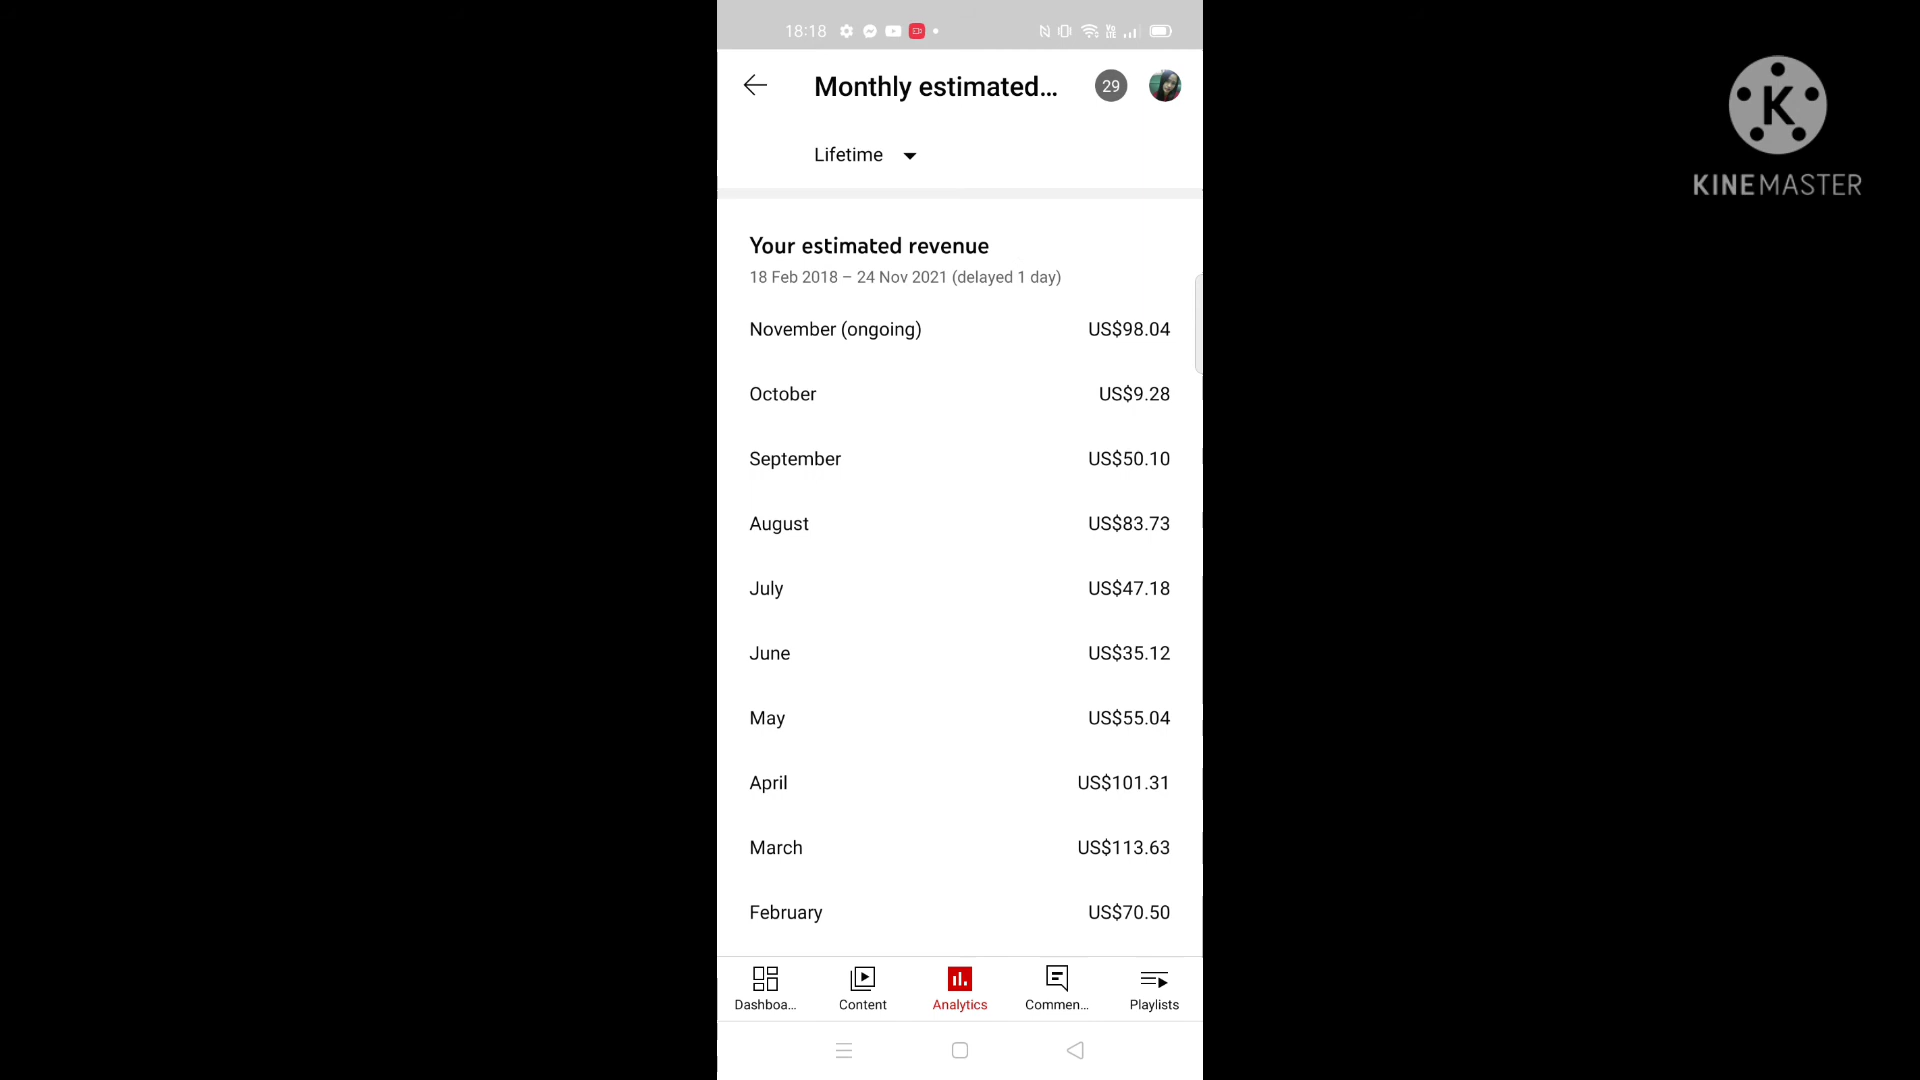 18:18
Monthly estimated...
29
Lifetime
Your estimated revenue
18 Feb 2018 – 24 Nov 2021 (delayed 1 day)
November (ongoing) US$98.04
October US$9.28
September US$50.10
August US$83.73
July US$47.18
June US$35.12
May US$55.04
April US$101.31
March US$113.63
February US$70.50
Dashboa... Content Analytics Commen... Playlists
K
KINEMASTER